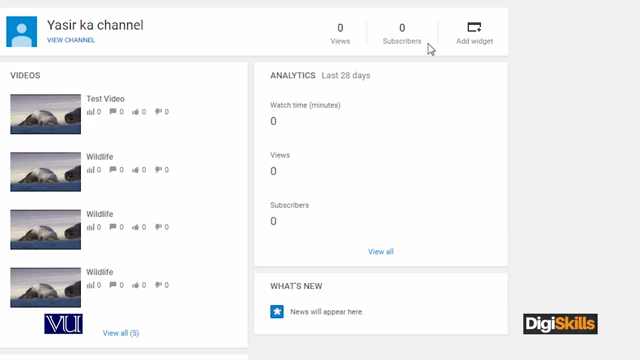 Yasir ka channel
VIEW CHANNEL
0
Views
0
Subscribers
Add widget
VIDEOS
Test Video
0 0 0 0
Wildlife
0 0 0 0
Wildlife
0 0 0 0
Wildlife
0 0 0 0
View all (5)
ANALYTICS Last 28 days
Watch time (minutes)
0
Views
0
Subscribers
0
View all
WHAT'S NEW
News will appear here.
VU
DigiSkills